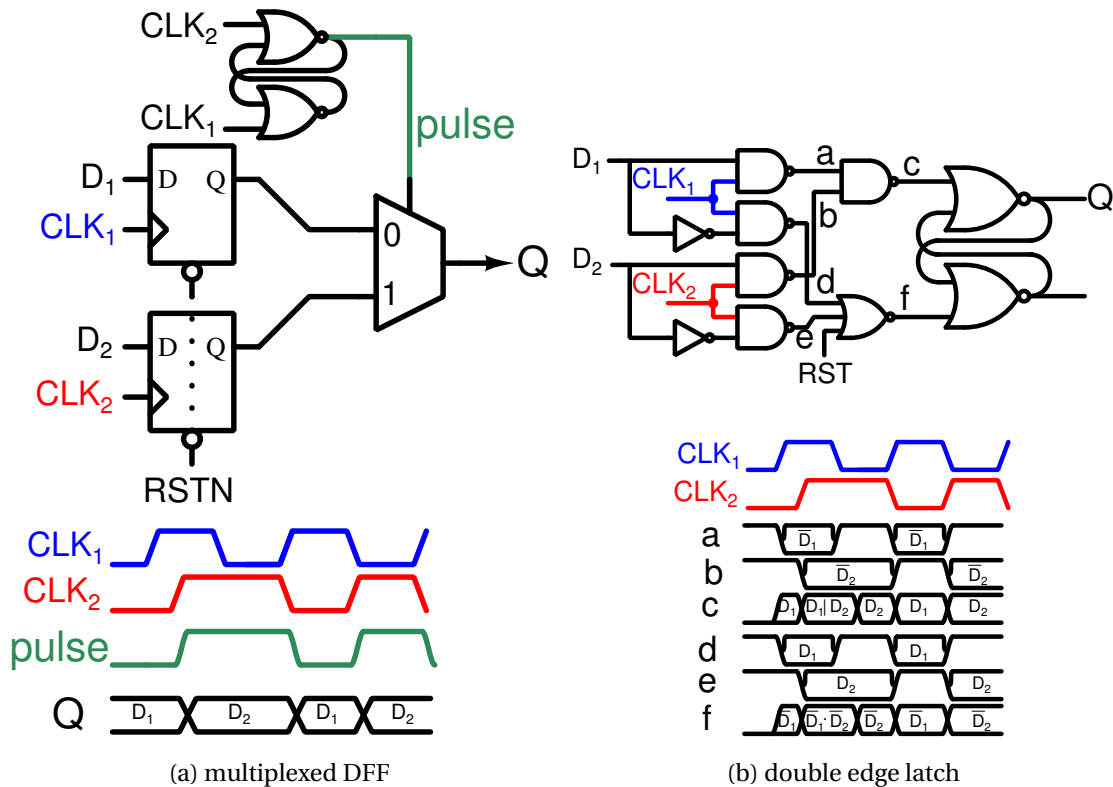 CLK₂
CLK₁
pulse
D₁
D Q
CLK₁
0
1
Q
D₂
D Q
CLK₂
RSTN
CLK₁
CLK₂
pulse
Q
D₁ D₂ D₁ D₂
(a) multiplexed DFF
D₁
CLK₁
a
c
b
Q
D₂
CLK₂
d
f
e
RST
CLK₁
CLK₂
a D̅₁ D̅₁
b D̅₂ D̅₂
c D₁ D₁| D₂ D₂ D₁ D₂
d D₁ D₁
e D₂ D₂
f D̅₁ D̅₁· D̅₂ D̅₂ D̅₁ D̅₂
(b) double edge latch